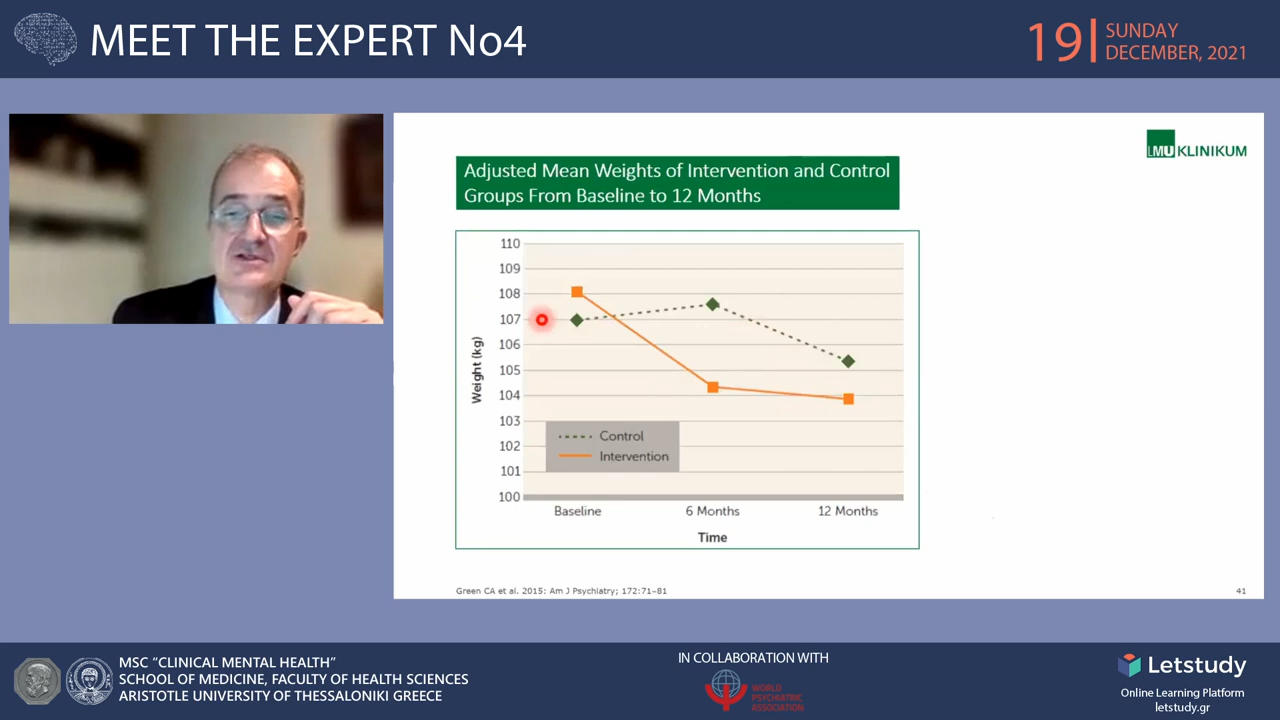 MEET THE EXPERT No4
19
SUNDAY
DECEMBER, 2021
LMU KLINIKUM
Adjusted Mean Weights of Intervention and Control
Groups From Baseline to 12 Months
110
109
108
107
106
105
104
103
102
101
100
Weight (kg)
Control
Intervention
Baseline
6 Months
12 Months
Time
Green CA et al. 2015: Am J Psychiatry; 172:71–81
41
MSC “CLINICAL MENTAL HEALTH”
SCHOOL OF MEDICINE, FACULTY OF HEALTH SCIENCES
ARISTOTLE UNIVERSITY OF THESSALONIKI GREECE
IN COLLABORATION WITH
WORLD
PSYCHIATRIC
ASSOCIATION
Letstudy
Online Learning Platform
letstudy.gr